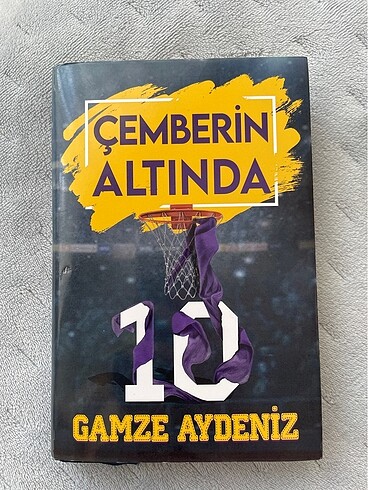 ÇEMBERİN
ALTINDA
10
GAMZE AYDENİZ